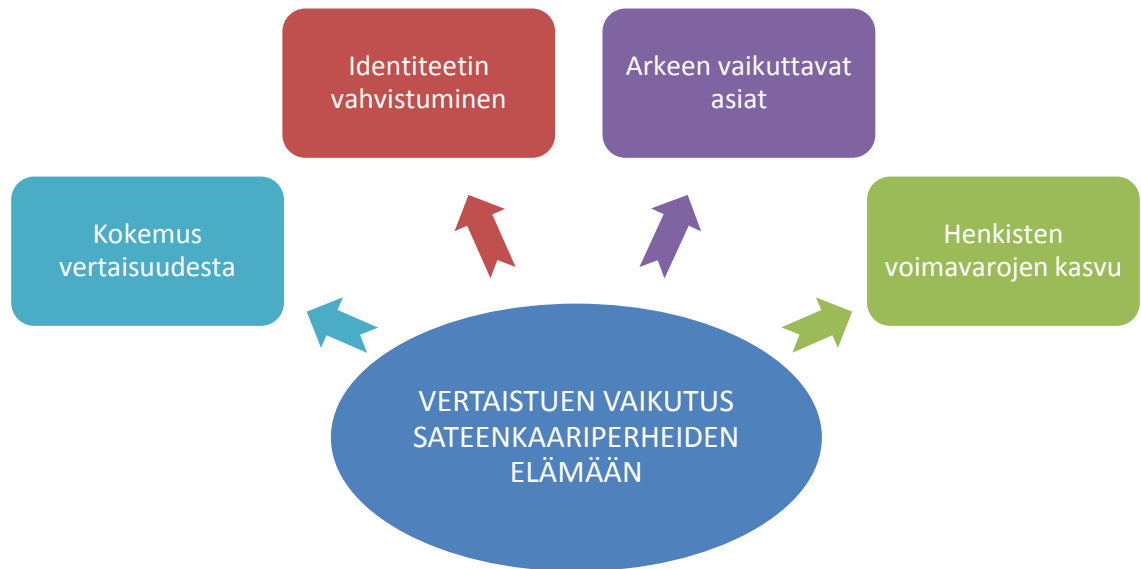 Identiteetin
vahvistuminen
Arkeen vaikuttavat
asiat
Kokemus
vertaisuudesta
Henkisten
voimavarojen kasvu
VERTAISTUEN VAIKUTUS
SATEENKAARIPERHEIDEN
ELÄMÄÄN